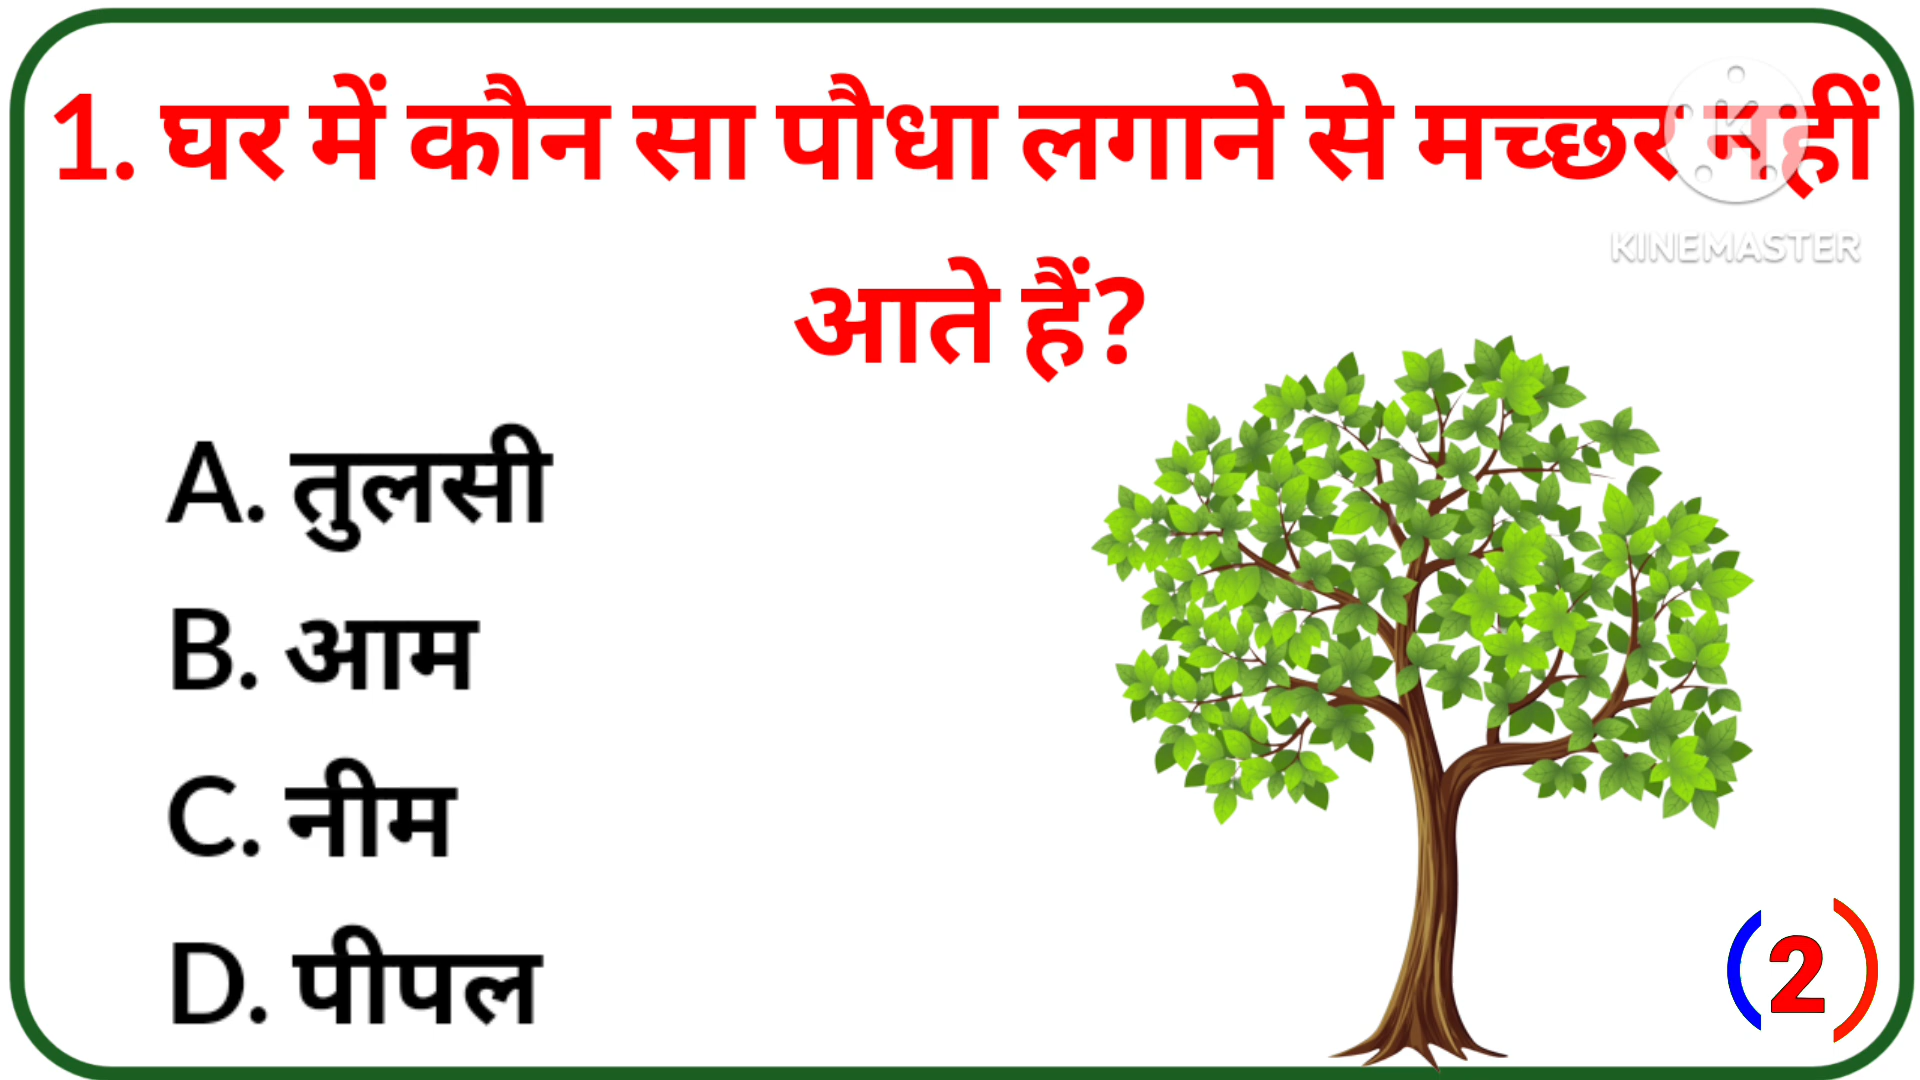 1. घर में कौन सा पौधा लगाने से मच्छर नहीं
KINEMASTER
आते हैं?
A. तुलसी
B. आम
C. नीम
D. पीपल
2